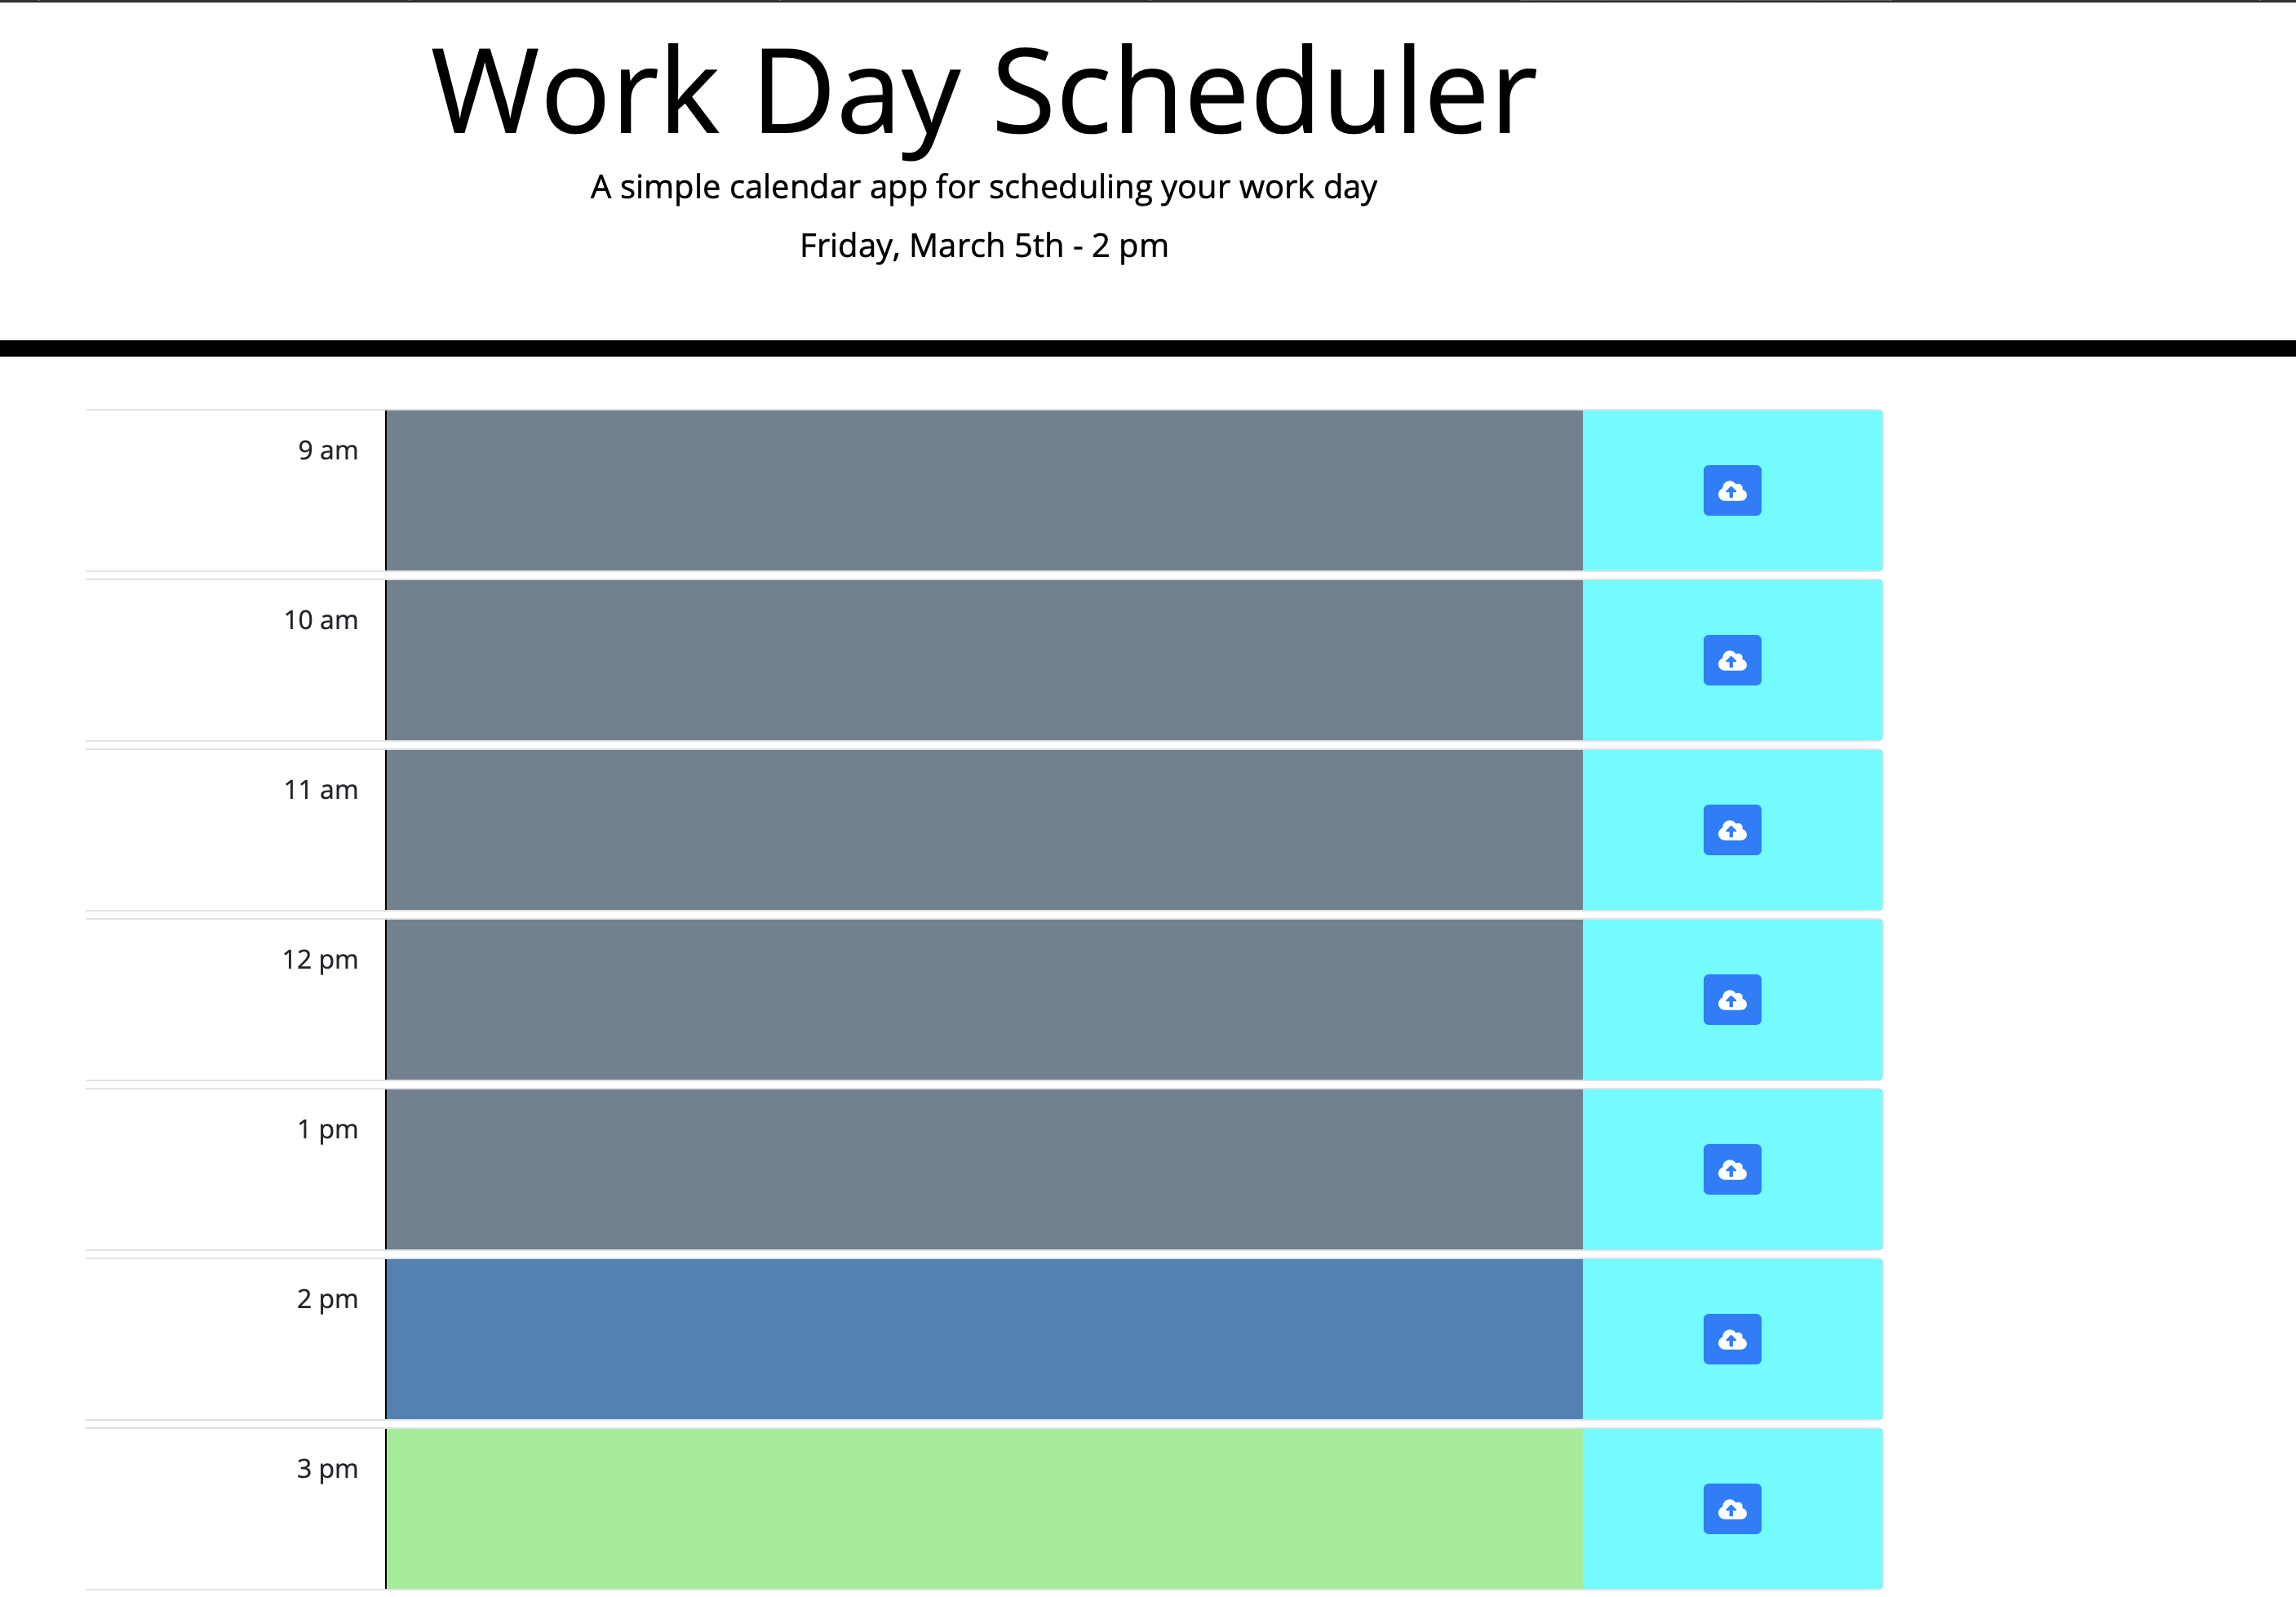 Work Day Scheduler
A simple calendar app for scheduling your work day
Friday, March 5th - 2 pm
9 am
10 am
11 am
12 pm
1 pm
2 pm
3 pm